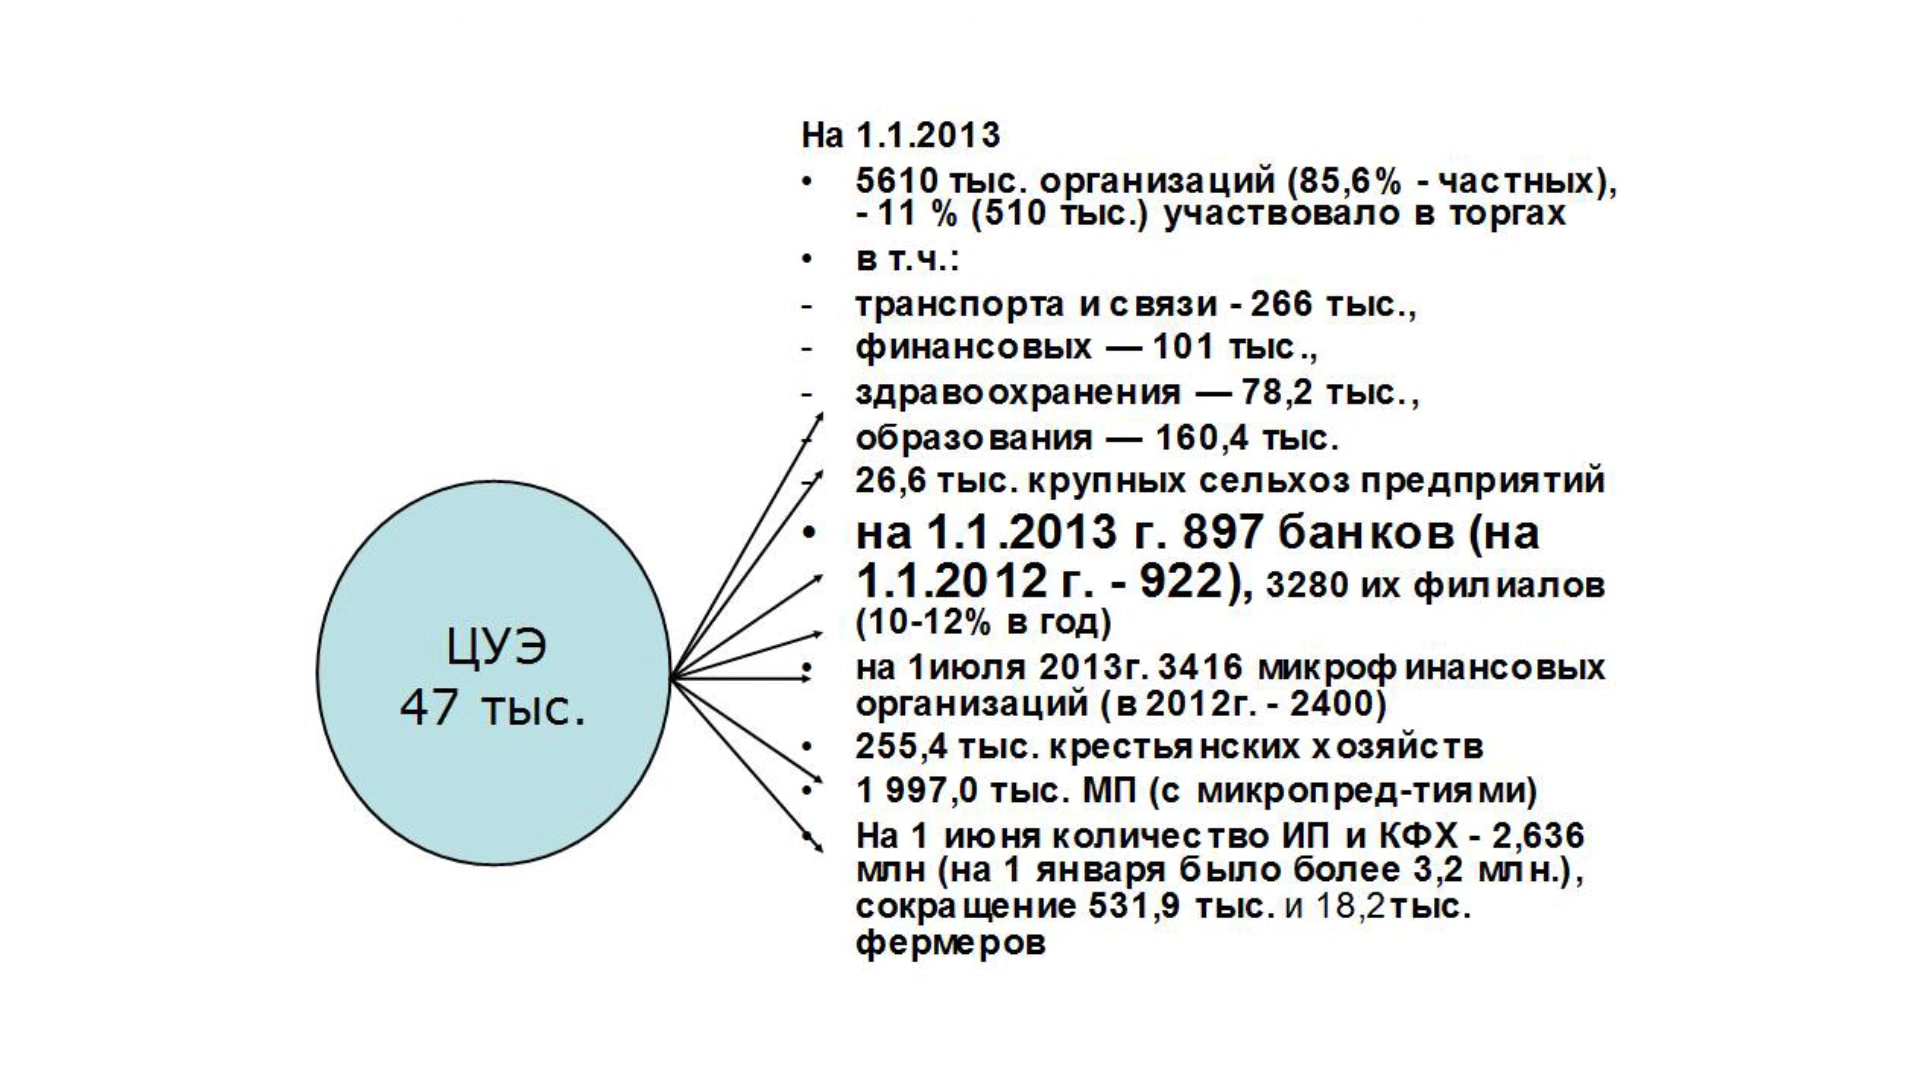 На 1.1.2013
• 5610 тыс. организаций (85,6% - частных),
- 11 % (510 тыс.) участвовало в торгах
• в т.ч.:
- транспорта и связи - 266 тыс.,
- финансовых — 101 тыс.,
- здравоохранения — 78,2 тыс.,
- образования — 160,4 тыс.
- 26,6 тыс. крупных сельхоз предприятий
• на 1.1.2013 г. 897 банков (на
1.1.2012 г. - 922), 3280 их филиалов
(10-12% в год)
• на 1июля 2013г. 3416 микрофинансовых
организаций (в 2012г. - 2400)
• 255,4 тыс. крестьянских хозяйств
• 1 997,0 тыс. МП (с микропред-тиями)
• На 1 июня количество ИП и КФХ - 2,636
млн (на 1 января было более 3,2 млн.),
сокращение 531,9 тыс. и 18,2тыс.
фермеров
ЦУЭ
47 тыс.